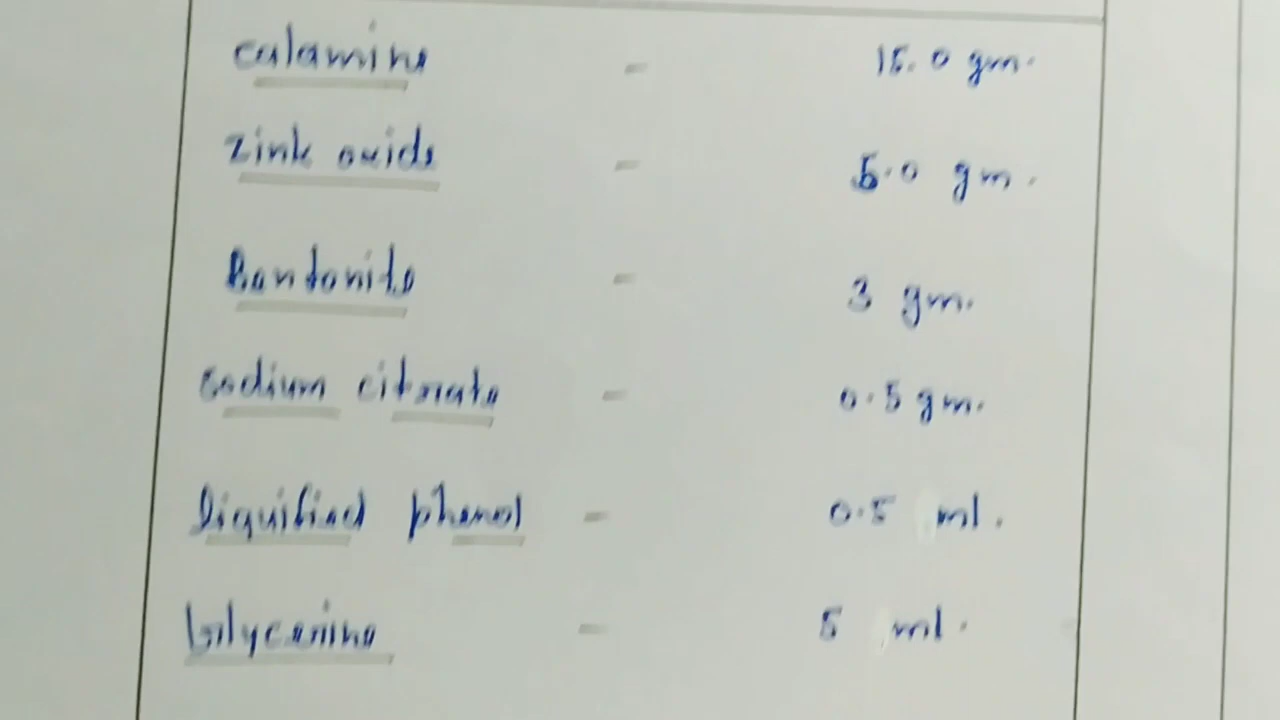 calamine - 15.0 gm.
Zink oxide - 5.0 gm.
Bentonite - 3 gm.
sodium citrate - 0.5 gm.
liquified phenol - 0.5 ml.
Glycerine - 5 ml.